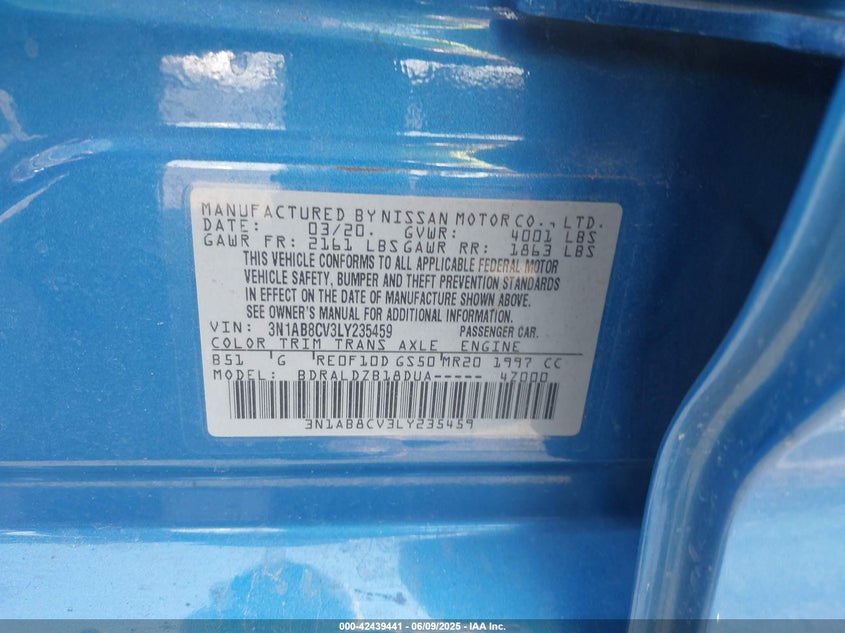 MANUFACTURED BY NISSAN MOTOR CO., LTD.
DATE: 03/20. GVWR: 4001 LBS
GAWR FR: 2161 LBS GAWR RR: 1863 LBS
THIS VEHICLE CONFORMS TO ALL APPLICABLE FEDERAL MOTOR
VEHICLE SAFETY, BUMPER AND THEFT PREVENTION STANDARDS
IN EFFECT ON THE DATE OF MANUFACTURE SHOWN ABOVE.
SEE OWNER'S MANUAL FOR ADDITIONAL INFORMATION.
VIN: 3N1AB8CV3LY235459 PASSENGER CAR.
COLOR TRIM TRANS AXLE ENGINE
B51 G RE0F10D GS50 MR20 1997 CC
MODEL: BDRALDZB18DUA----- 47000
3N1AB8CV3LY235459
000-42439441 - 06/09/2025 - IAA Inc.